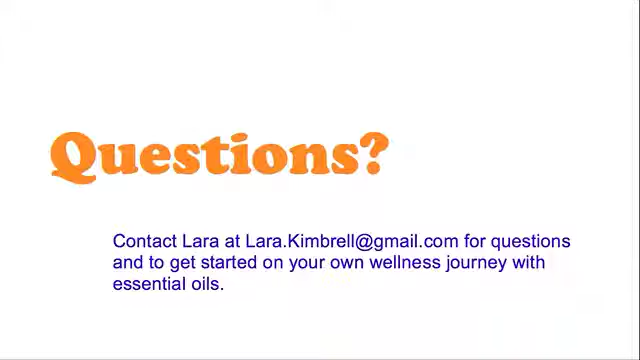 Questions?
Contact Lara at Lara.Kimbrell@gmail.com for questions
and to get started on your own wellness journey with
essential oils.